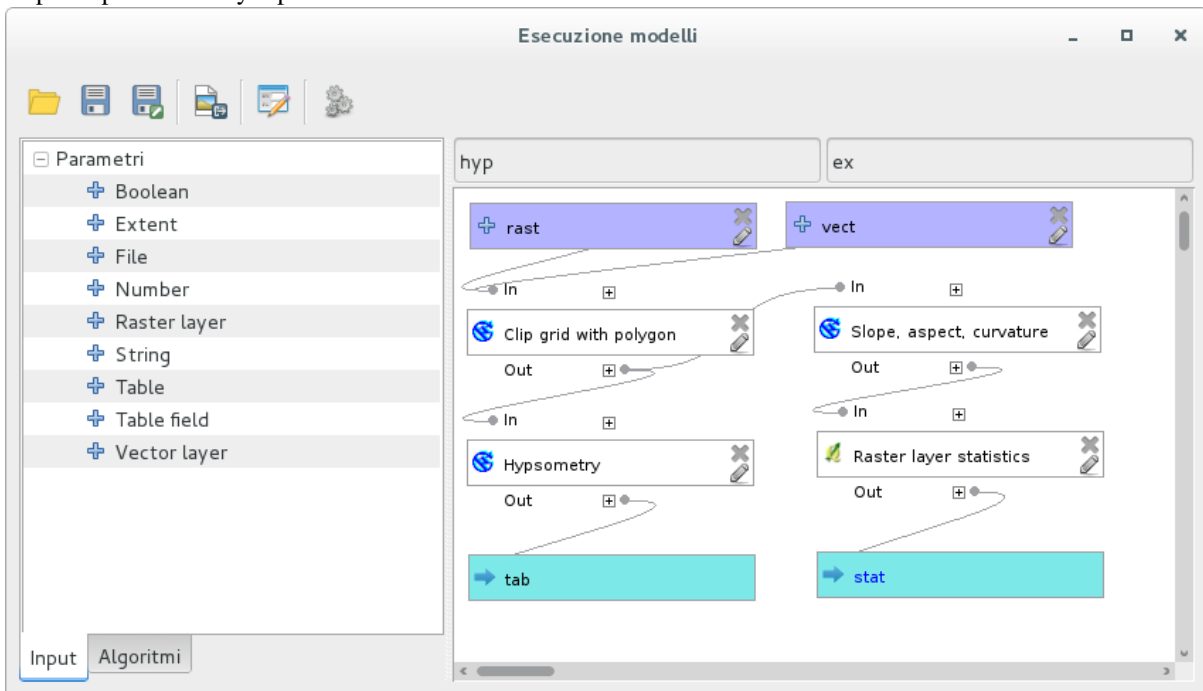 Esecuzione modelli
Parametri
Boolean
Extent
File
Number
Raster layer
String
Table
Table field
Vector layer
Input
Algoritmi
hyp
ex
rast
vect
In
In
Clip grid with polygon
Slope, aspect, curvature
Out
Out
In
In
Hypsometry
Raster layer statistics
Out
Out
tab
stat